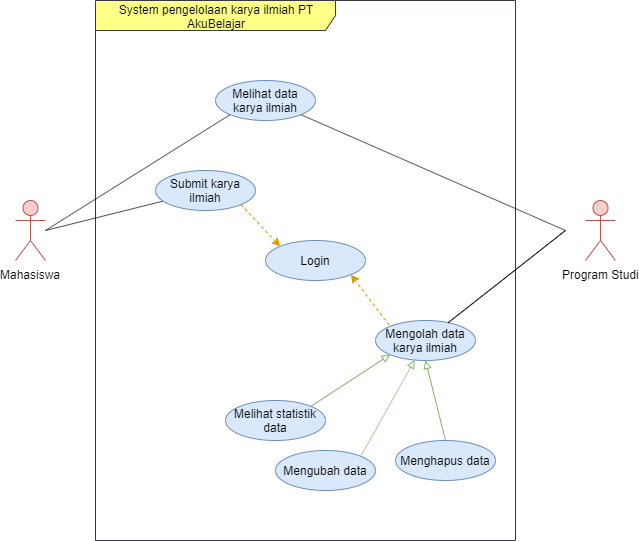 System pengelolaan karya ilmiah PT
AkuBelajar
Melihat data
karya ilmiah
Submit karya
ilmiah
Mahasiswa
Login
Program Studi
Mengolah data
karya ilmiah
Melihat statistik
data
Mengubah data
Menghapus data